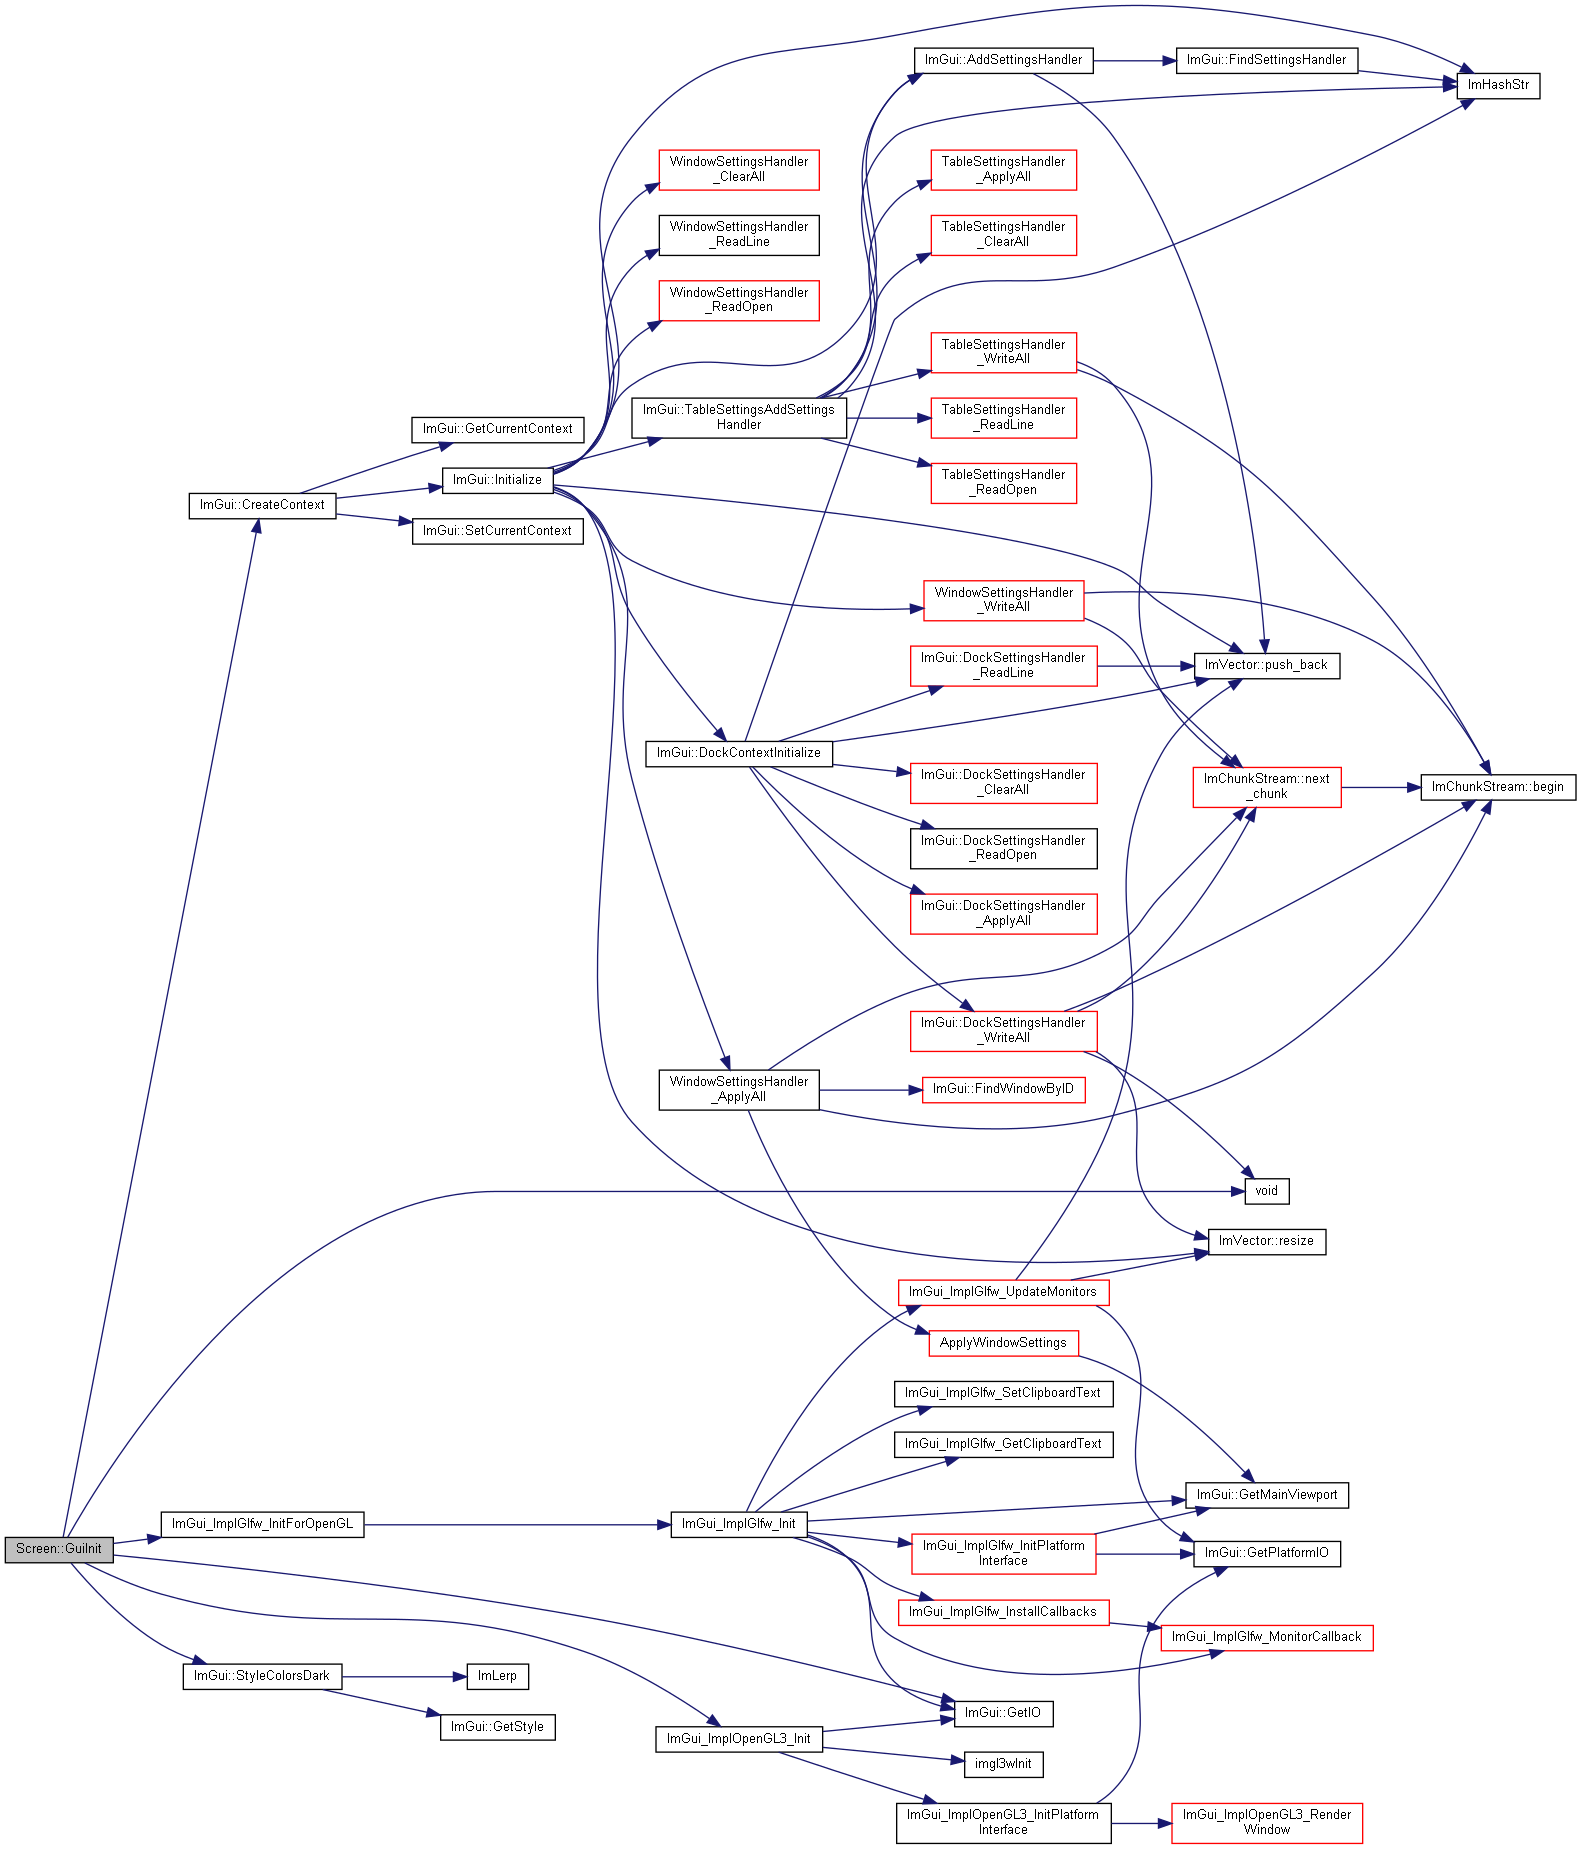 ImGui::AddSettingsHandler
ImGui::FindSettingsHandler
ImHashStr
WindowSettingsHandler
_ClearAll
TableSettingsHandler
_ApplyAll
WindowSettingsHandler
_ReadLine
TableSettingsHandler
_ClearAll
WindowSettingsHandler
_ReadOpen
TableSettingsHandler
_WriteAll
ImGui::TableSettingsAddSettings
Handler
TableSettingsHandler
_ReadLine
ImGui::GetCurrentContext
TableSettingsHandler
_ReadOpen
ImGui::Initialize
ImGui::CreateContext
ImGui::SetCurrentContext
WindowSettingsHandler
_WriteAll
ImGui::DockSettingsHandler
_ReadLine
ImVector::push_back
ImGui::DockContextInitialize
ImGui::DockSettingsHandler
_ClearAll
ImChunkStream::next
_chunk
ImChunkStream::begin
ImGui::DockSettingsHandler
_ReadOpen
ImGui::DockSettingsHandler
_ApplyAll
ImGui::DockSettingsHandler
_WriteAll
WindowSettingsHandler
_ApplyAll
ImGui::FindWindowByID
void
ImVector::resize
ImGui_ImplGlfw_UpdateMonitors
ApplyWindowSettings
ImGui_ImplGlfw_SetClipboardText
ImGui_ImplGlfw_GetClipboardText
ImGui::GetMainViewport
ImGui_ImplGlfw_InitForOpenGL
ImGui_ImplGlfw_Init
Screen::GuiInit
ImGui_ImplGlfw_InitPlatform
Interface
ImGui::GetPlatformIO
ImGui_ImplGlfw_InstallCallbacks
ImGui_ImplGlfw_MonitorCallback
ImGui::StyleColorsDark
ImLerp
ImGui::GetStyle
ImGui::GetIO
ImGui_ImplOpenGL3_Init
imgl3wInit
ImGui_ImplOpenGL3_InitPlatform
Interface
ImGui_ImplOpenGL3_Render
Window